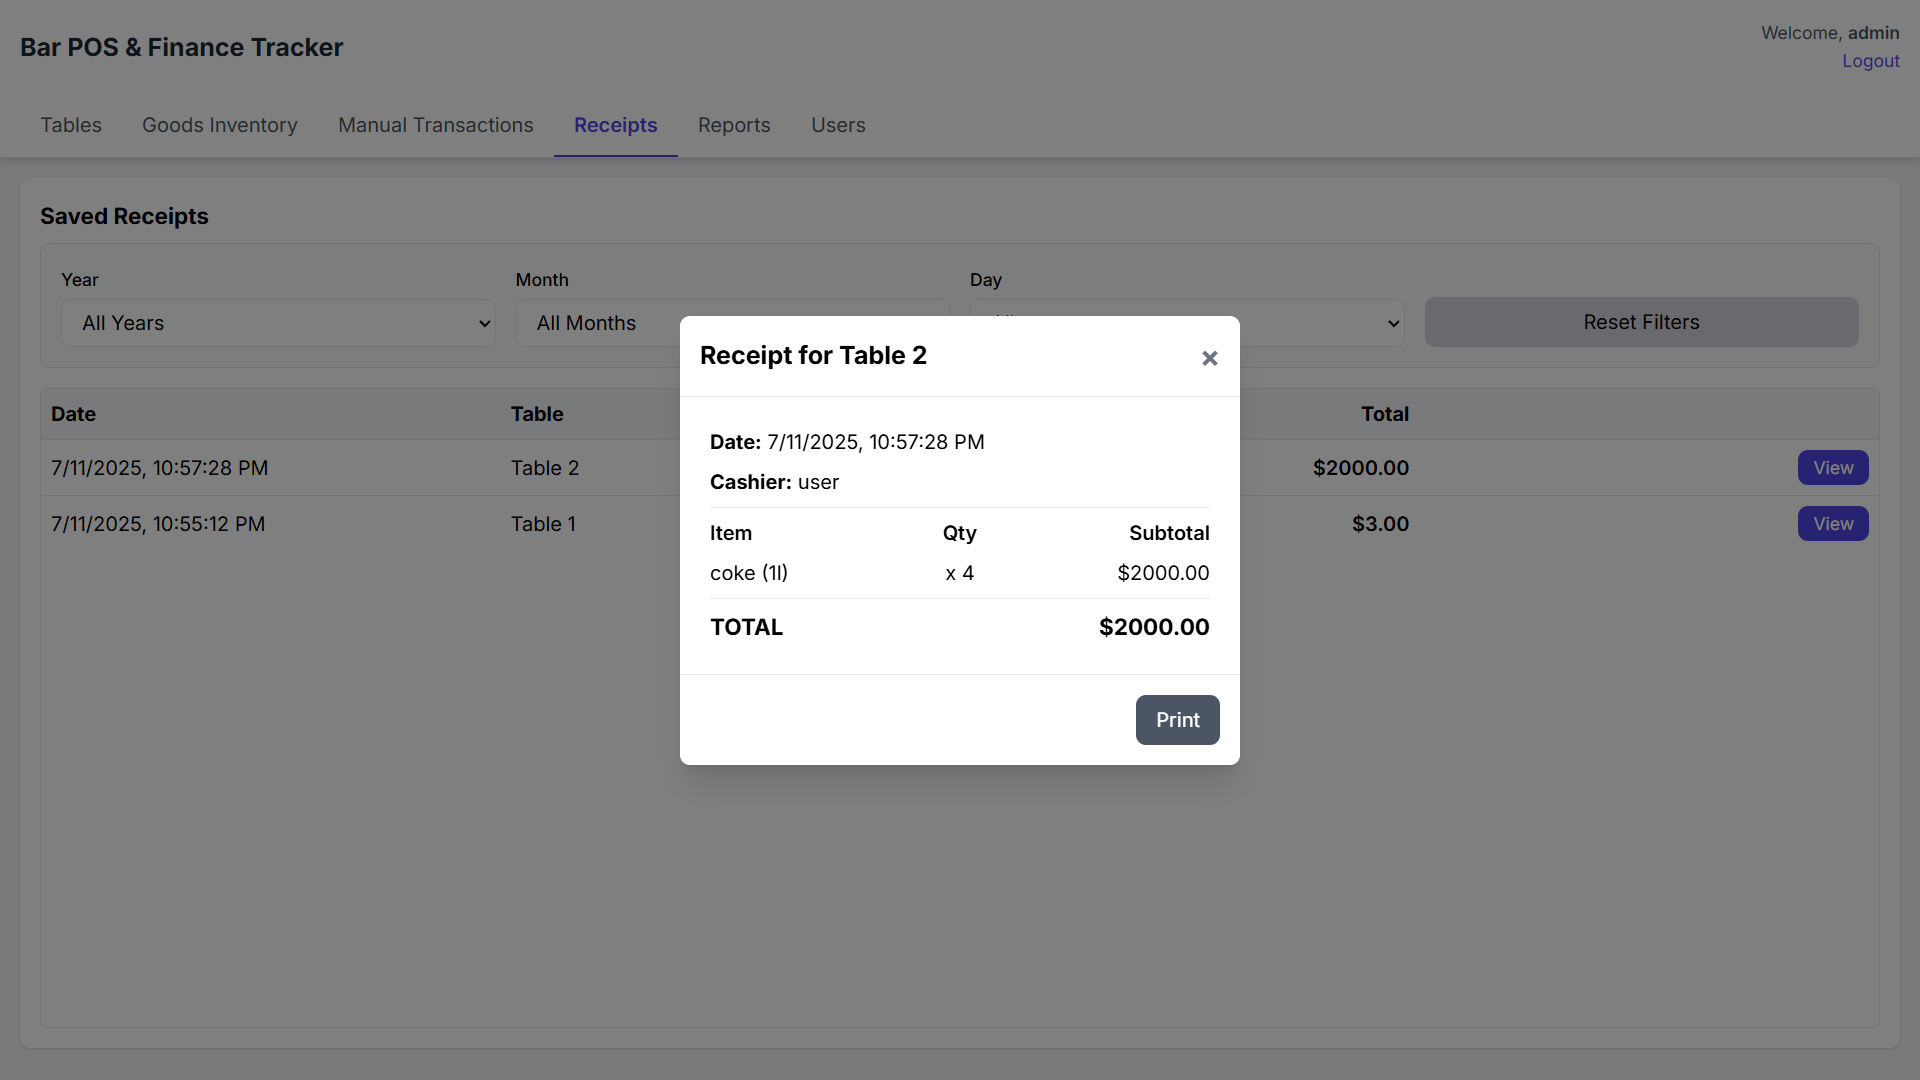 Bar POS & Finance Tracker
Welcome, admin
Logout
Tables Goods Inventory Manual Transactions Receipts Reports Users
Saved Receipts
Year Month Day
All Years All Months Reset Filters
Receipt for Table 2 ×
Date Table Total
Date: 7/11/2025, 10:57:28 PM
7/11/2025, 10:57:28 PM Table 2 $2000.00 View
Cashier: user
7/11/2025, 10:55:12 PM Table 1 $3.00 View
Item Qty Subtotal
coke (1l) x 4 $2000.00
TOTAL $2000.00
Print